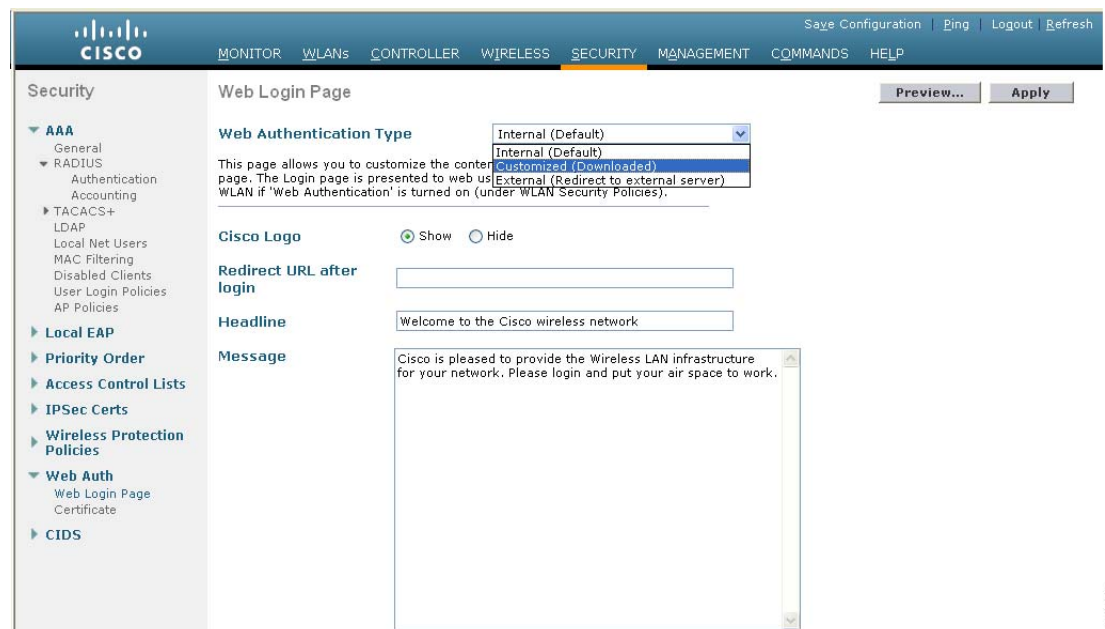 Save Configuration | Ping | Logout | Refresh
CISCO
MONITOR WLANs CONTROLLER WIRELESS SECURITY MANAGEMENT COMMANDS HELP
Security
AAA
General
RADIUS
Authentication
Accounting
TACACS+
LDAP
Local Net Users
MAC Filtering
Disabled Clients
User Login Policies
AP Policies
Local EAP
Priority Order
Access Control Lists
IPSec Certs
Wireless Protection
Policies
Web Auth
Web Login Page
Certificate
CIDS
Web Login Page
Preview... Apply
Web Authentication Type
Internal (Default)
Internal (Default)
Customized (Downloaded)
External (Redirect to external server)
This page allows you to customize the conten
page. The Login page is presented to web us
WLAN if 'Web Authentication' is turned on (under WLAN Security Policies).
Cisco Logo
Show Hide
Redirect URL after
login
Headline
Welcome to the Cisco wireless network
Message
Cisco is pleased to provide the Wireless LAN infrastructure
for your network. Please login and put your air space to work.